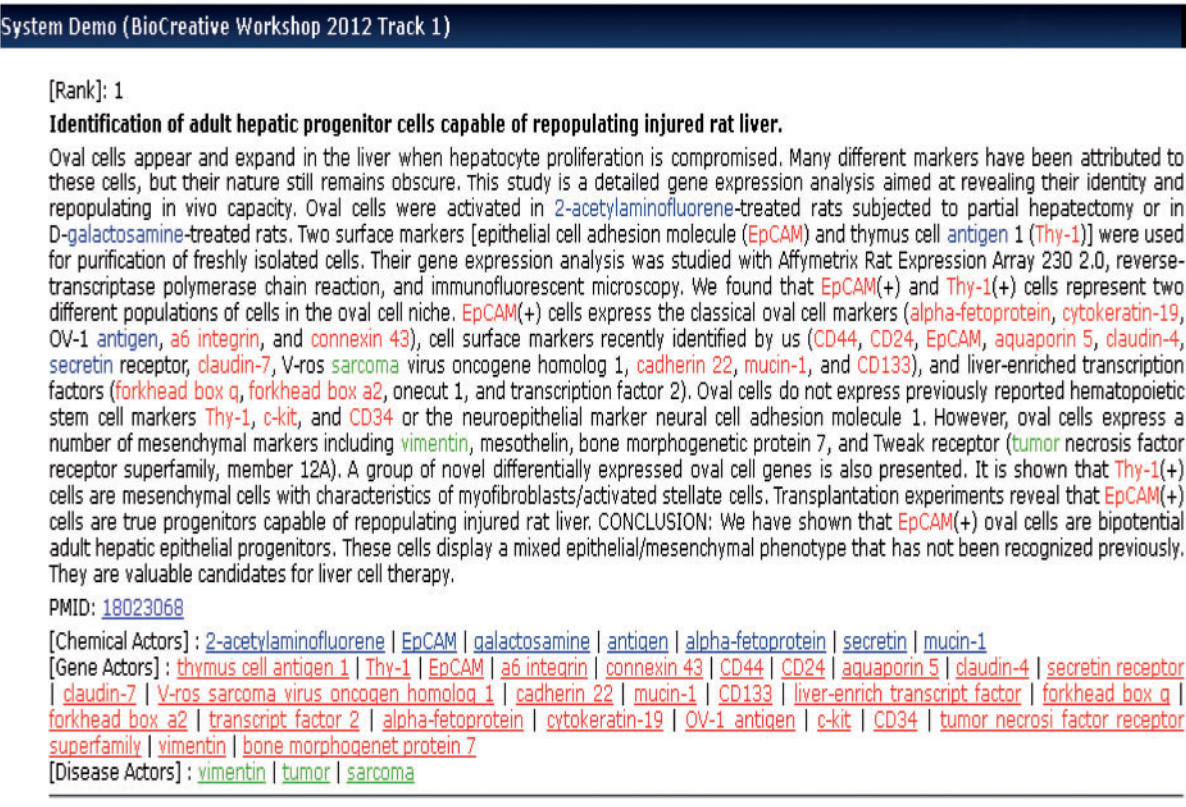 System Demo (BioCreative Workshop 2012 Track 1)
[Rank]: 1
Identification of adult hepatic progenitor cells capable of repopulating injured rat liver.
Oval cells appear and expand in the liver when hepatocyte proliferation is compromised. Many different markers have been attributed to
these cells, but their nature still remains obscure. This study is a detailed gene expression analysis aimed at revealing their identity and
repopulating in vivo capacity. Oval cells were activated in 2-acetylaminofluorene-treated rats subjected to partial hepatectomy or in
D-galactosamine-treated rats. Two surface markers [epithelial cell adhesion molecule (EpCAM) and thymus cell antigen 1 (Thy-1)] were used
for purification of freshly isolated cells. Their gene expression analysis was studied with Affymetrix Rat Expression Array 230 2.0, reverse-
transcriptase polymerase chain reaction, and immunofluorescent microscopy. We found that EpCAM(+) and Thy-1(+) cells represent two
different populations of cells in the oval cell niche. EpCAM(+) cells express the classical oval cell markers (alpha-fetoprotein, cytokeratin-19,
OV-1 antigen, a6 integrin, and connexin 43), cell surface markers recently identified by us (CD44, CD24, EpCAM, aquaporin 5, claudin-4,
secretin receptor, claudin-7, V-ros sarcoma virus oncogene homolog 1, cadherin 22, mucin-1, and CD133), and liver-enriched transcription
factors (forkhead box q, forkhead box a2, onecut 1, and transcription factor 2). Oval cells do not express previously reported hematopoietic
stem cell markers Thy-1, c-kit, and CD34 or the neuroepithelial marker neural cell adhesion molecule 1. However, oval cells express a
number of mesenchymal markers including vimentin, mesothelin, bone morphogenetic protein 7, and Tweak receptor (tumor necrosis factor
receptor superfamily, member 12A). A group of novel differentially expressed oval cell genes is also presented. It is shown that Thy-1(+)
cells are mesenchymal cells with characteristics of myofibroblasts/activated stellate cells. Transplantation experiments reveal that EpCAM(+)
cells are true progenitors capable of repopulating injured rat liver. CONCLUSION: We have shown that EpCAM(+) oval cells are bipotential
adult hepatic epithelial progenitors. These cells display a mixed epithelial/mesenchymal phenotype that has not been recognized previously.
They are valuable candidates for liver cell therapy.
PMID: 18023068
[Chemical Actors] : 2-acetylaminofluorene | EpCAM | galactosamine | antigen | alpha-fetoprotein | secretin | mucin-1
[Gene Actors] : thymus cell antigen 1 | Thy-1 | EpCAM | a6 integrin | connexin 43 | CD44 | CD24 | aquaporin 5 | claudin-4 | secretin receptor
| claudin-7 | V-ros sarcoma virus oncogen homolog 1 | cadherin 22 | mucin-1 | CD133 | liver-enrich transcript factor | forkhead box q |
forkhead box a2 | transcript factor 2 | alpha-fetoprotein | cytokeratin-19 | OV-1 antigen | c-kit | CD34 | tumor necrosi factor receptor
superfamily | vimentin | bone morphogenet protein 7
[Disease Actors] : vimentin | tumor | sarcoma